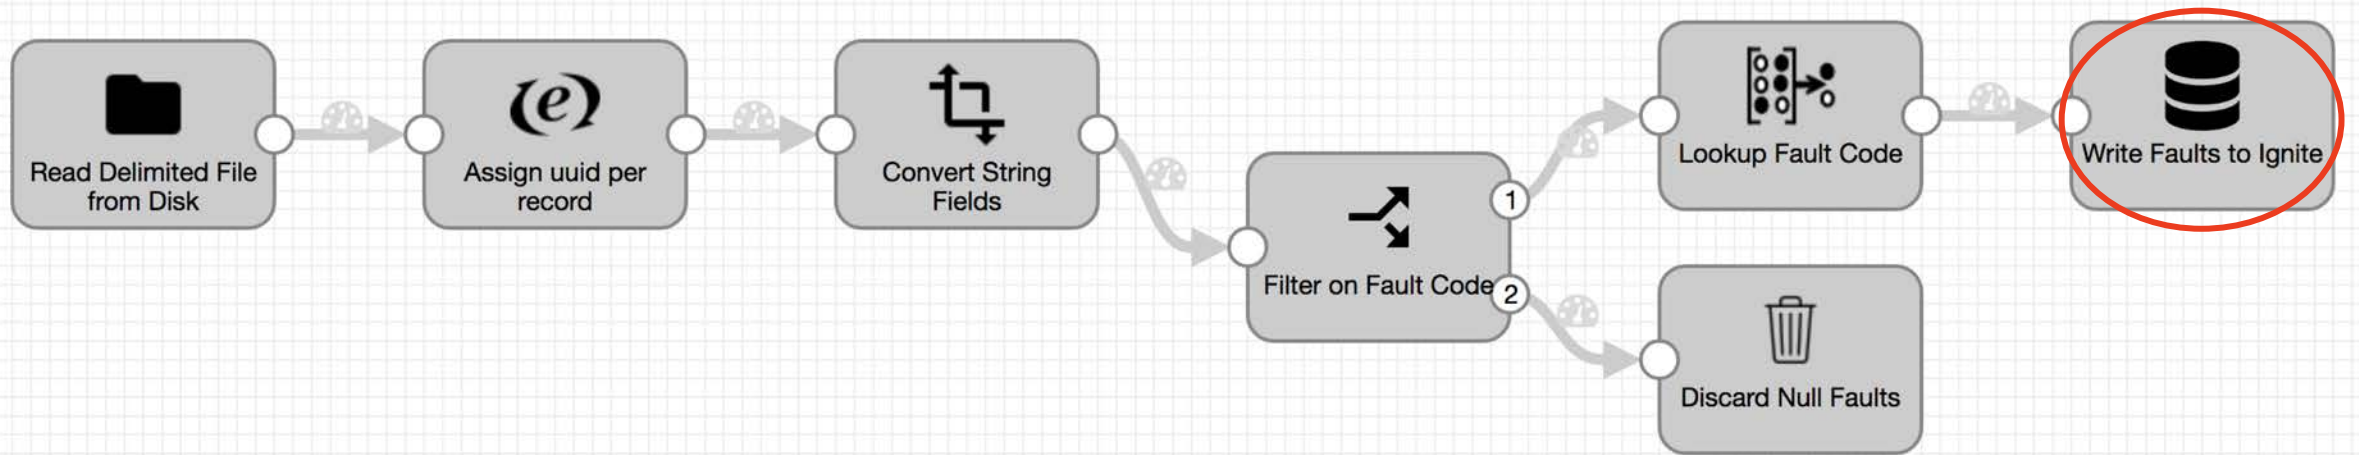 Read Delimited File
from Disk
e
Assign uuid per
record
Convert String
Fields
Filter on Fault Code
1
2
Lookup Fault Code
Write Faults to Ignite
Discard Null Faults